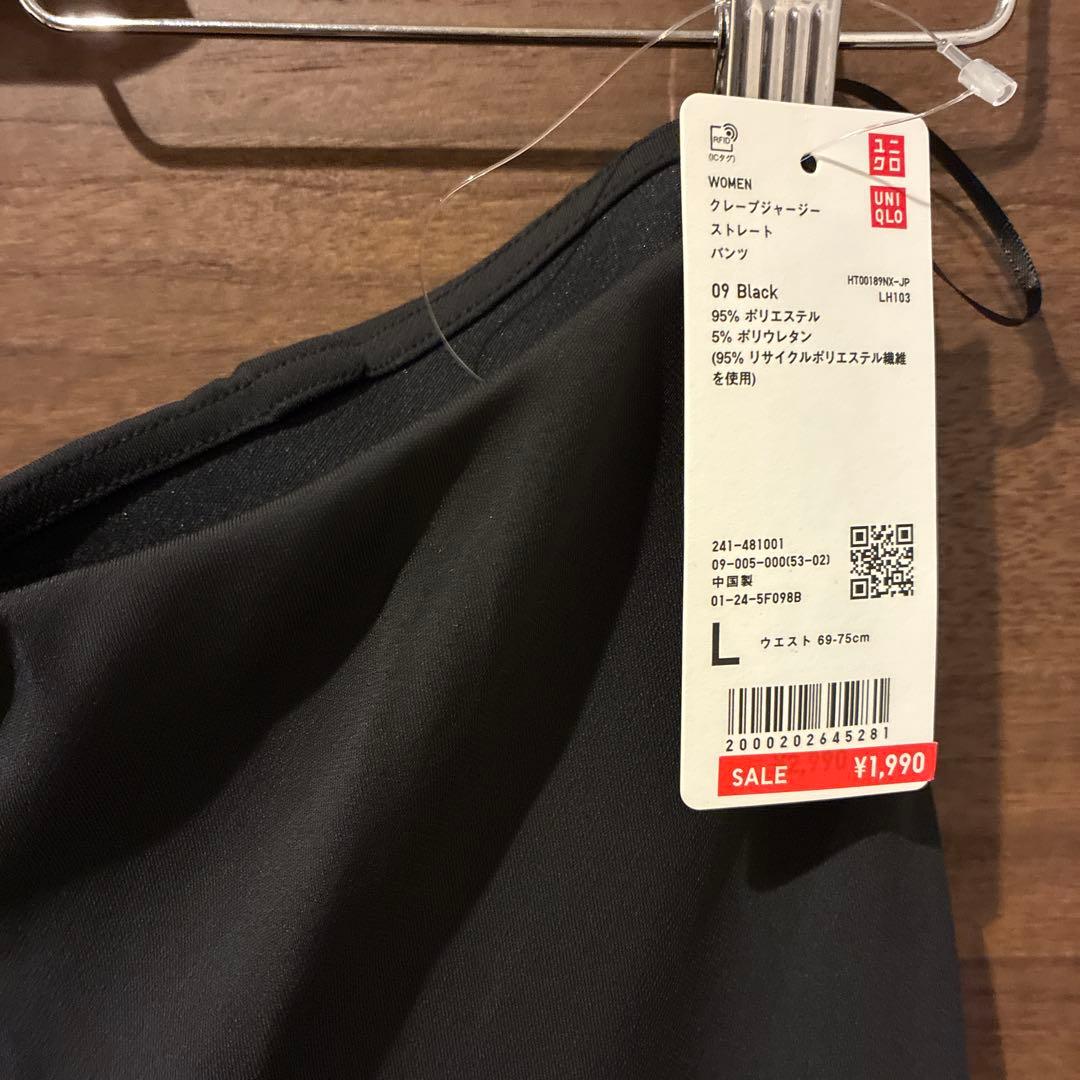 RFID
(ICタグ)
ユニ
クロ
UNI
QLO
WOMEN
クレープジャージー
ストレート
パンツ
09 Black
HT00189NX-JP
LH103
95% ポリエステル
5% ポリウレタン
(95% リサイクルポリエステル繊維
を使用)
241-481001
09-005-000(53-02)
中国製
01-24-5F098B
L ウエスト 69-75cm
2000202645281
2,990
SALE ¥1,990